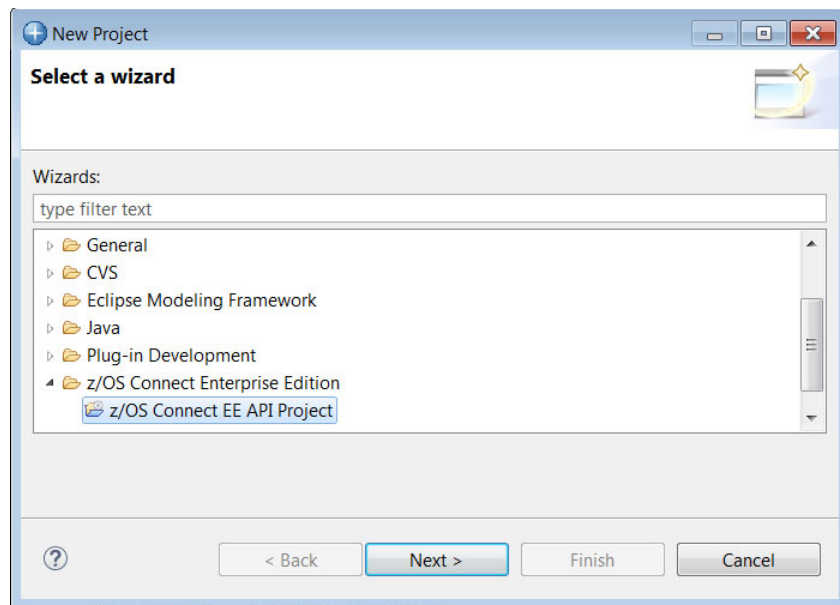 New Project
Select a wizard
Wizards:
type filter text
General
CVS
Eclipse Modeling Framework
Java
Plug-in Development
z/OS Connect Enterprise Edition
z/OS Connect EE API Project
? < Back Next > Finish Cancel